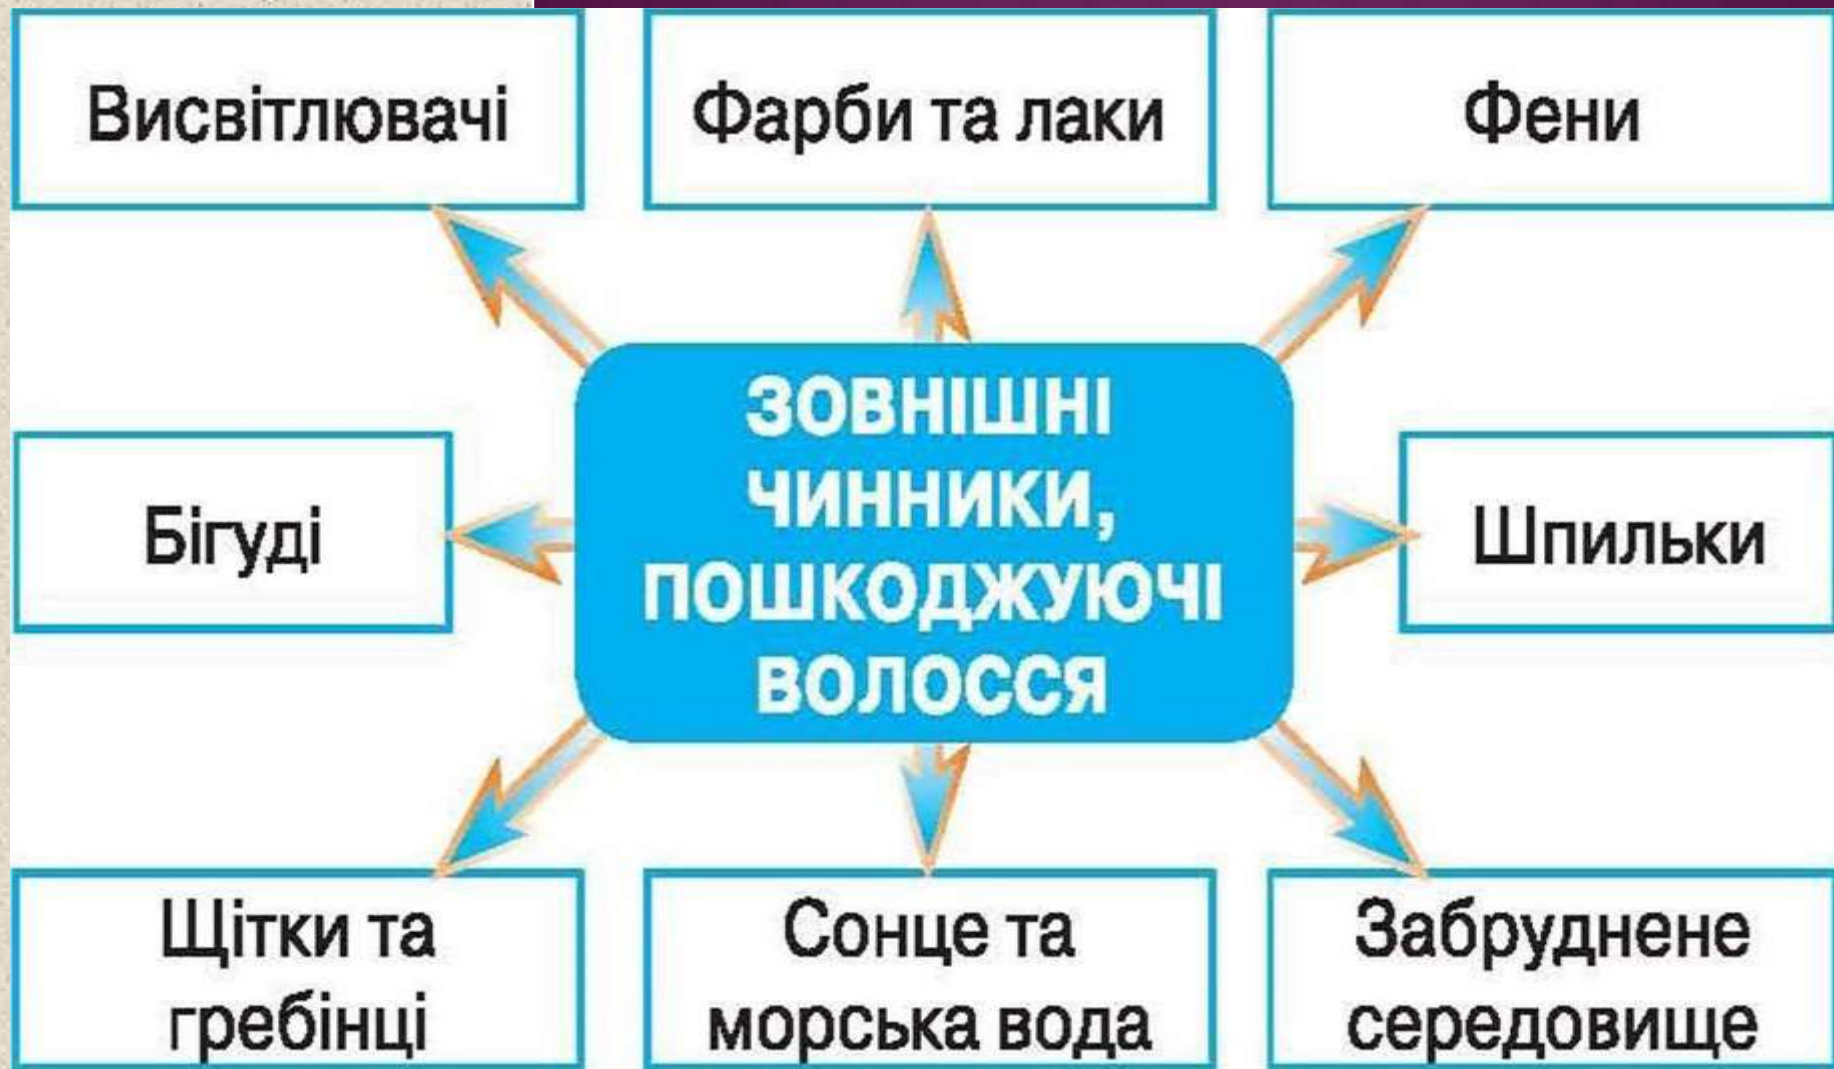 Висвітлювачі
Фарби та лаки
Фени
ЗОВНІШНІ
ЧИННИКИ,
ПОШКОДЖУЮЧІ
ВОЛОССЯ
Бігуді
Шпильки
Щітки та
гребінці
Сонце та
морська вода
Забруднене
середовище